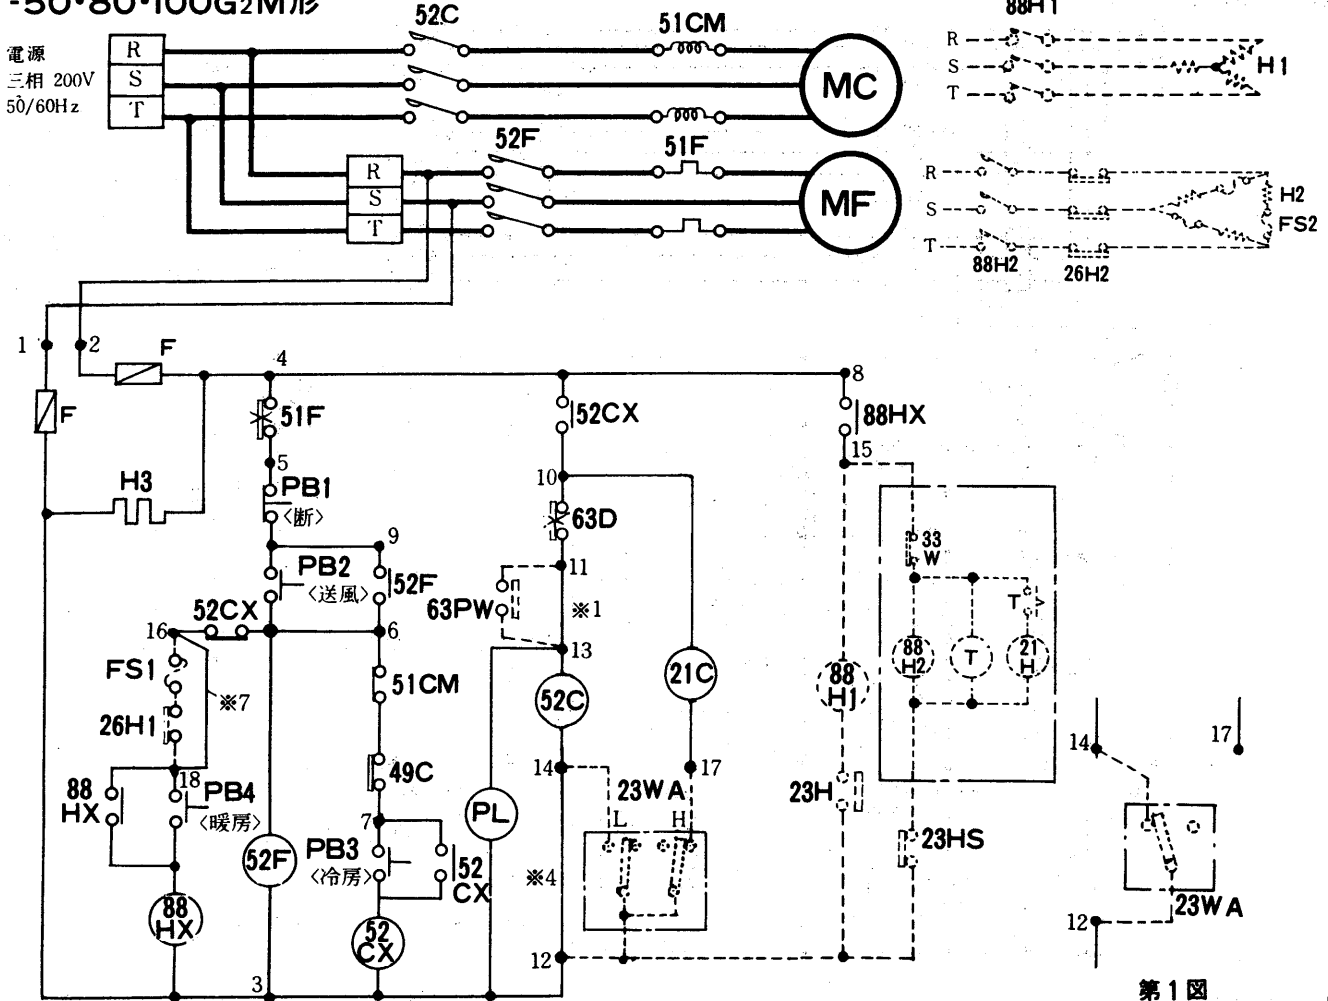 -50・80・100G₂M形
52C
51CM
88H1
電源
三相 200V
50/60Hz
R
S
T
MC
R
S
T
H1
52F
51F
R
S
T
MF
R
S
T
88H2
26H2
H2
FS2
1
2
F
4
8
F
51F
52CX
88HX
5
15
H3
PB1
〈断〉
10
63D
33
W
9
PB2
〈送風〉
52F
11
63PW
※1
T
52CX
16
6
13
FS1
※7
51CM
21C
88
H2
T
21
H
26H1
52C
88
H1
18
49C
14
17
14
17
88
HX
PB4
〈暖房〉
7
PL
23WA
L
H
23H
52F
PB3
〈冷房〉
52
CX
※4
23HS
88
HX
52
CX
23WA
12
12
3
第1図